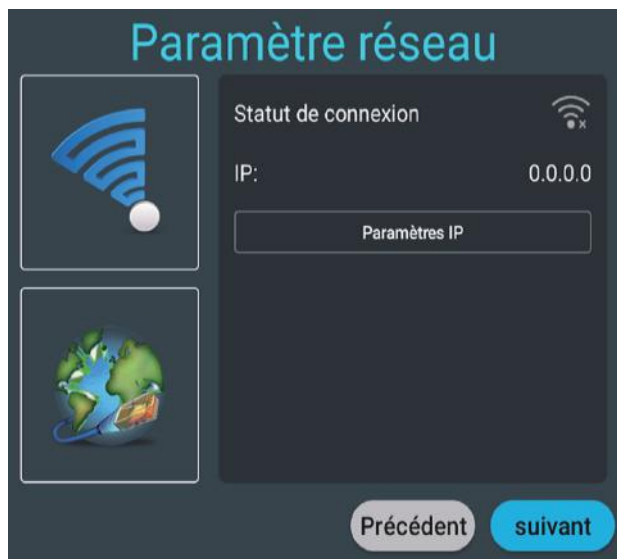 Paramètre réseau
Statut de connexion
IP: 0.0.0.0
Paramètres IP
Précédent suivant